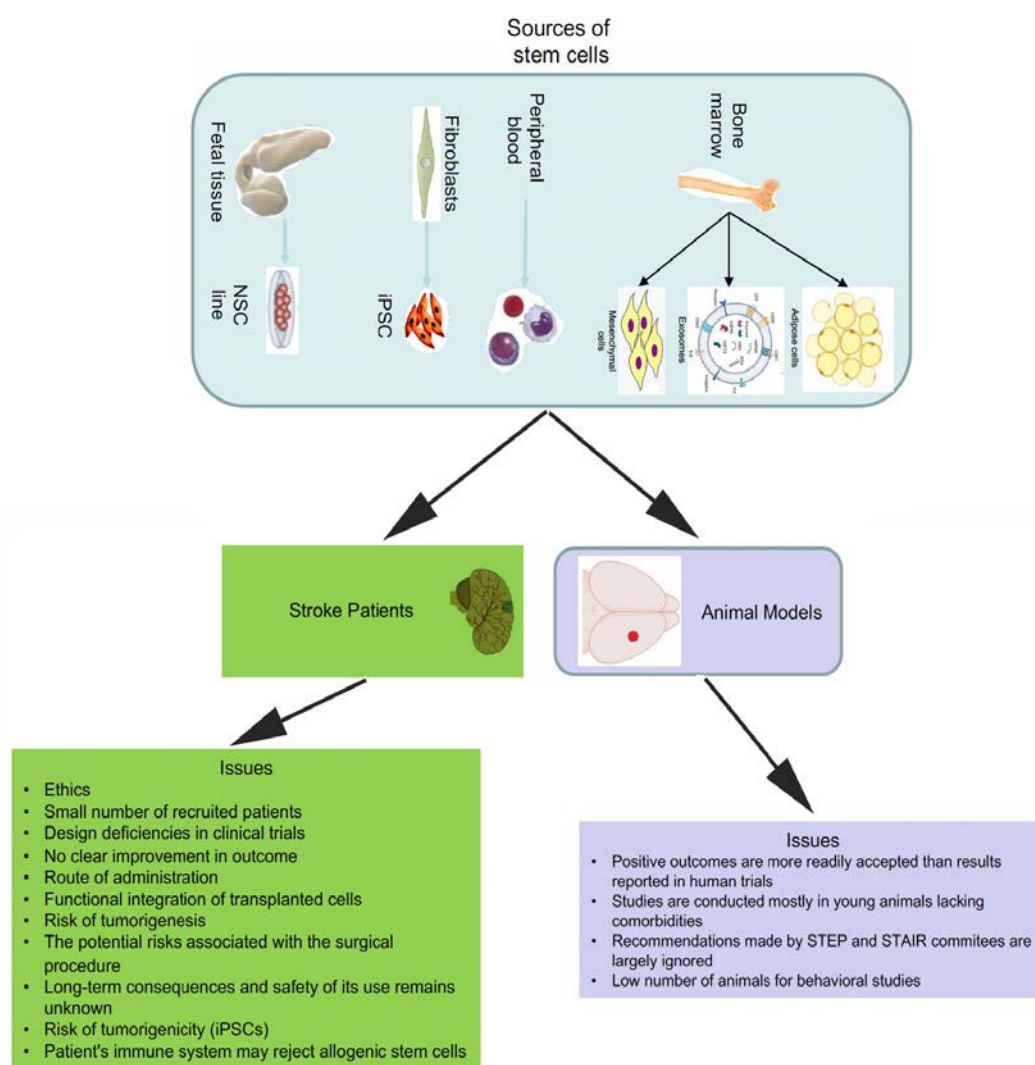 Sources of
stem cells
Fetal tissue
NSC
line
Fibroblasts
iPSC
Peripheral
blood
Bone
marrow
Mesenchymal cells
Exosomes
Adipose cells
Stroke Patients
Animal Models
Issues
• Ethics
• Small number of recruited patients
• Design deficiencies in clinical trials
• No clear improvement in outcome
• Route of administration
• Functional integration of transplanted cells
• Risk of tumorigenesis
• The potential risks associated with the surgical
procedure
• Long-term consequences and safety of its use remains
unknown
• Risk of tumorigenicity (iPSCs)
• Patient's immune system may reject allogenic stem cells
Issues
• Positive outcomes are more readily accepted than results
reported in human trials
• Studies are conducted mostly in young animals lacking
comorbidities
• Recommendations made by STEP and STAIR commitees are
largely ignored
• Low number of animals for behavioral studies